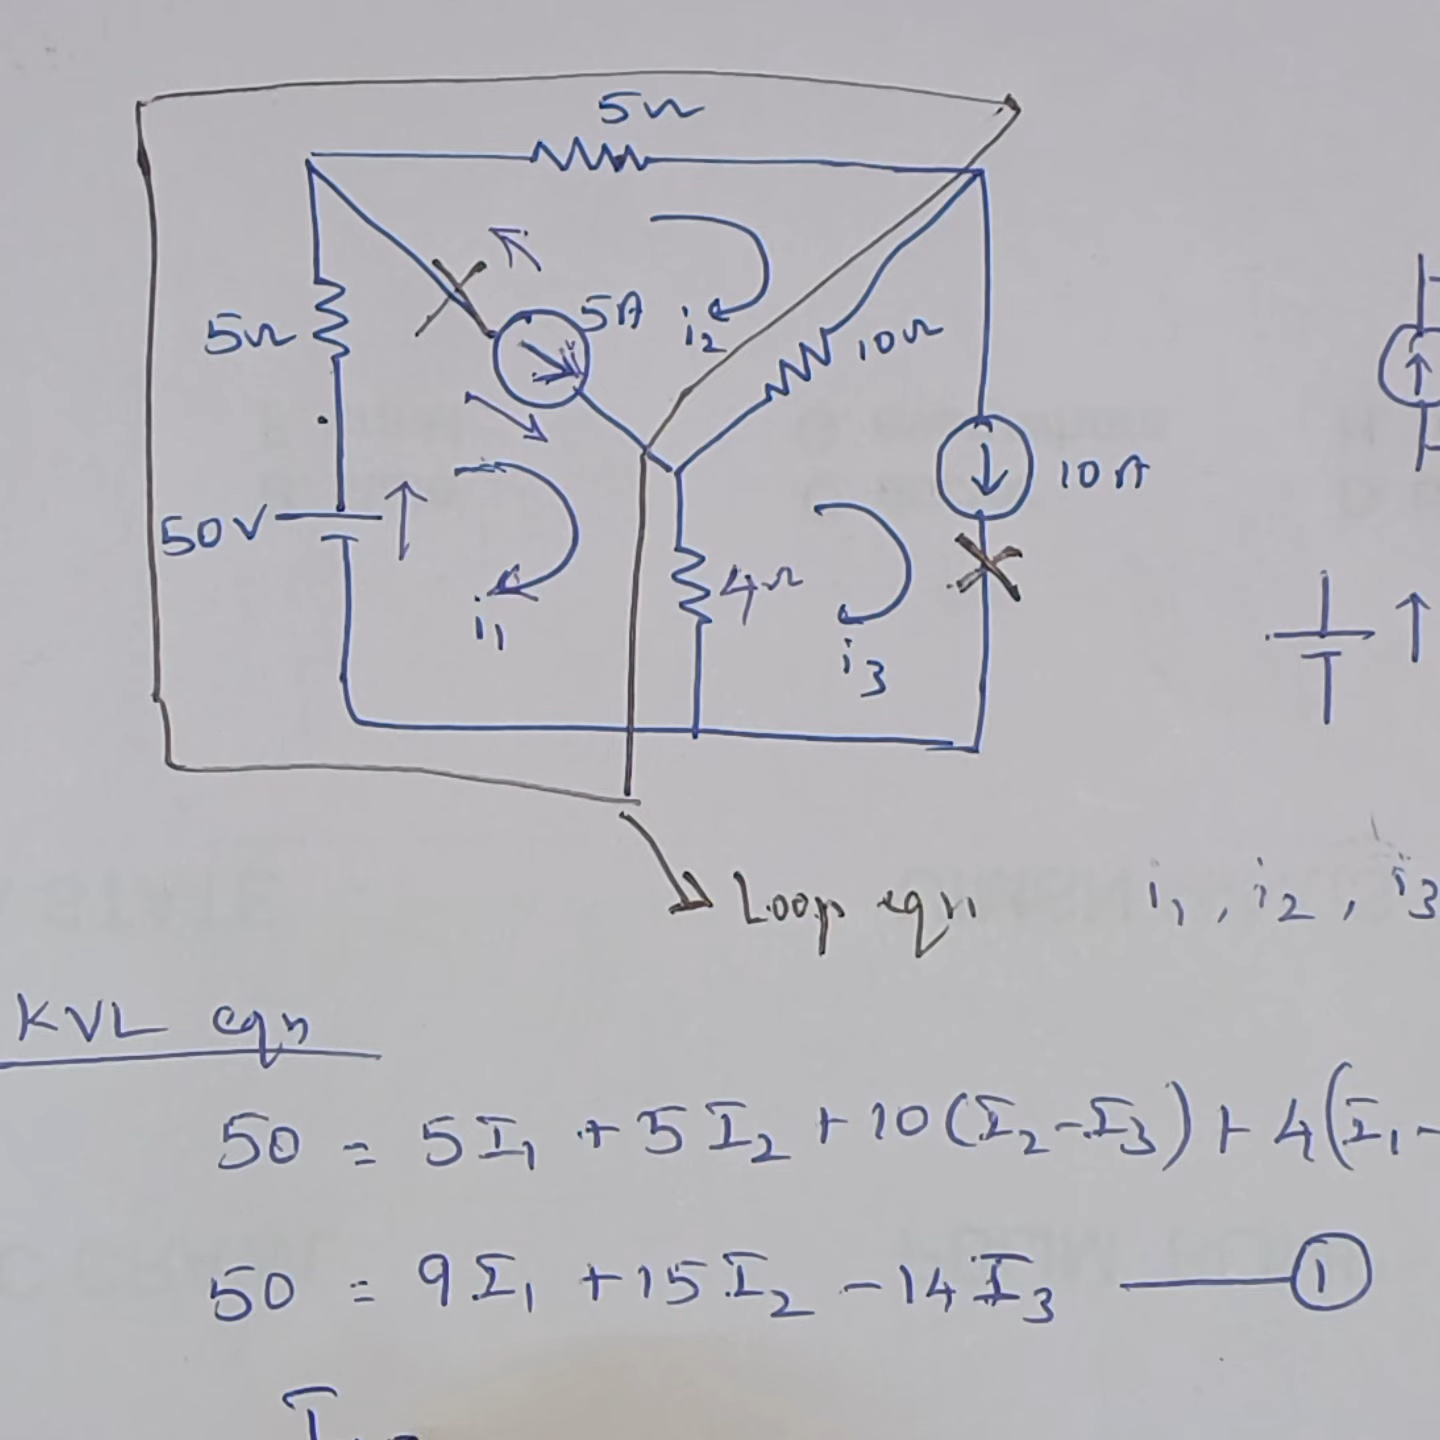 5Ω
5A
i2
5Ω
10Ω
10A
50V
i1
4Ω
i3
Loop eqn
i1, i2, i3
KVL eqn
50 = 5I1 + 5I2 + 10(I2-I3) + 4(I1-
50 = 9I1 + 15I2 - 14I3 — 1